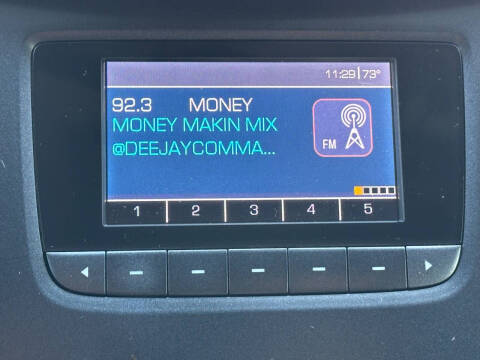 11:29 | 73°
92.3 MONEY
MONEY MAKIN MIX
@DEEJAYCOMMA...
FM
1 2 3 4 5